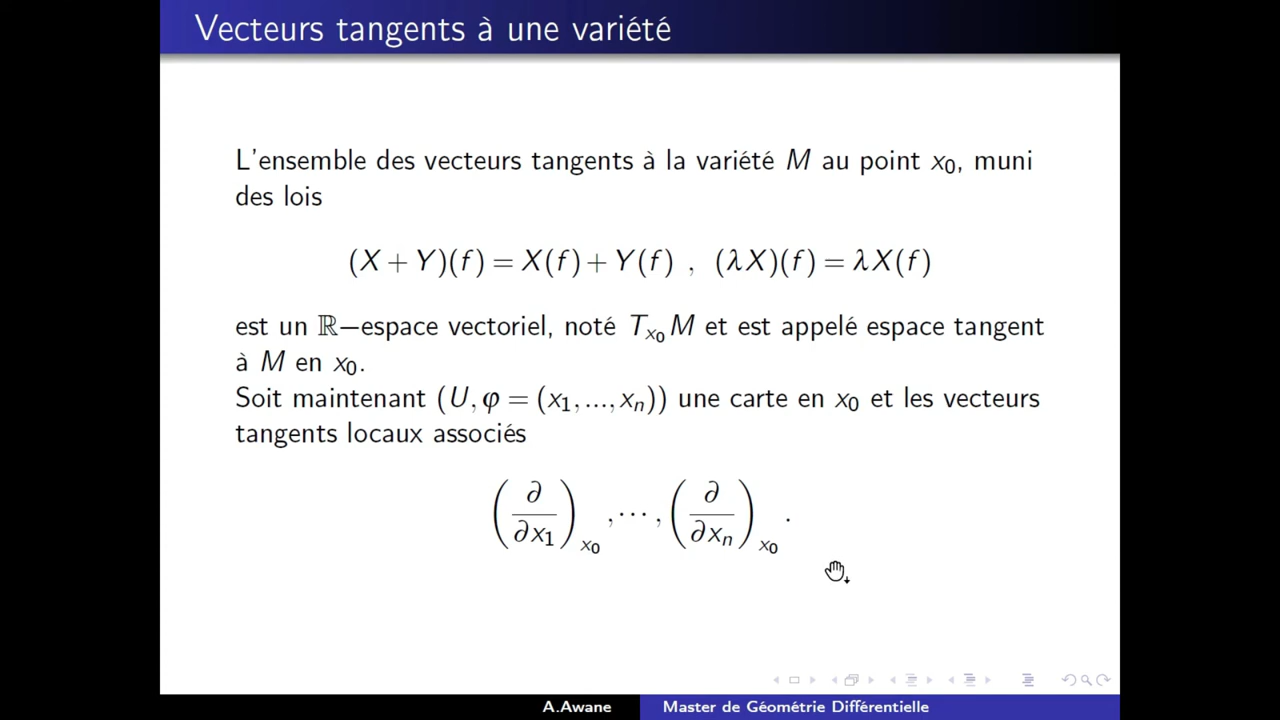 Vecteurs tangents à une variété
L'ensemble des vecteurs tangents à la variété M au point x₀, muni
des lois
(X + Y)(f) = X(f) + Y(f) , (λX)(f) = λX(f)
est un ℝ−espace vectoriel, noté Tₓ₀M et est appelé espace tangent
à M en x₀.
Soit maintenant (U, φ = (x₁, ..., xₙ)) une carte en x₀ et les vecteurs
tangents locaux associés
(∂/∂x₁)ₓ₀ , ⋯ , (∂/∂xₙ)ₓ₀ .
A.Awane Master de Géométrie Différentielle